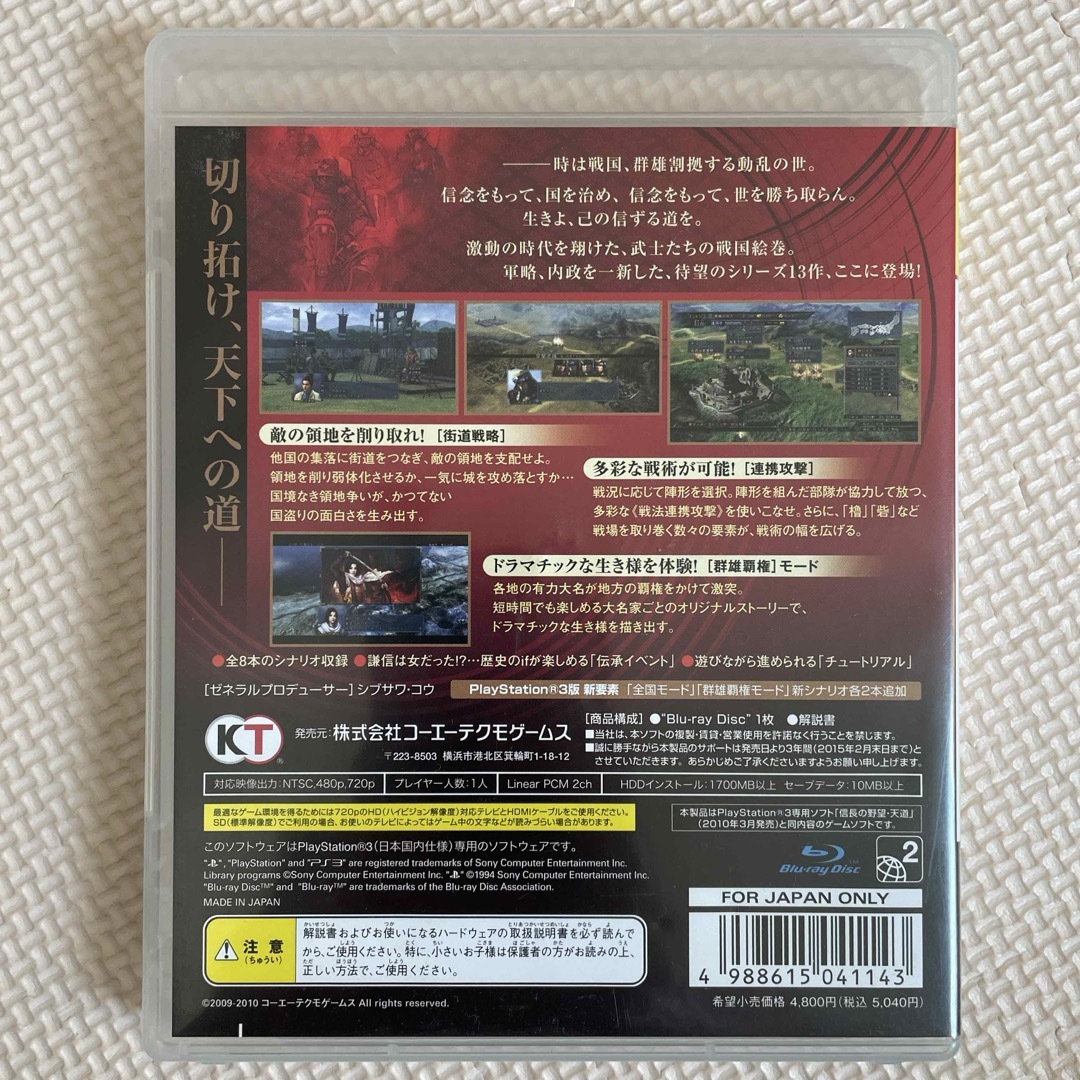 切り拓け、天下への道――
――時は戦国、群雄割拠する動乱の世。
信念をもって、国を治め、信念をもって、世を勝ち取らん。
生きよ、己の信ずる道を。
激動の時代を翔けた、武士たちの戦国絵巻。
軍略、内政を一新した、待望のシリーズ13作、ここに登場!
敵の領地を削り取れ! [街道戦略]
他国の集落に街道をつなぎ、敵の領地を支配せよ。
領地を削り弱体化させるか、一気に城を攻め落とすか…
国境なき領地争いが、かつてない
国盗りの面白さを生み出す。
多彩な戦術が可能! [連携攻撃]
戦況に応じて陣形を選択。陣形を組んだ部隊が協力して放つ、
多彩な《戦法連携攻撃》を使いこなせ。さらに、「櫓」「砦」など
戦場を取り巻く数々の要素が、戦術の幅を広げる。
ドラマチックな生き様を体験! [群雄覇権]モード
各地の有力大名が地方の覇権をかけて激突。
短時間でも楽しめる大名家ごとのオリジナルストーリーで、
ドラマチックな生き様を描き出す。
●全8本のシナリオ収録 ●謙信は女だった!?…歴史のifが楽しめる「伝承イベント」 ●遊びながら進められる「チュートリアル」
[ゼネラルプロデューサー] シブサワ・コウ
PlayStation®3版 新要素 「全国モード」「群雄覇権モード」新シナリオ各2本追加
KT®
発売元: 株式会社コーエーテクモゲームス
〒223-8503 横浜市港北区箕輪町1-18-12
[商品構成] ●"Blu-ray Disc" 1枚 ●解説書
■当社は、本ソフトの複製・賃貸・営業使用を許諾なく行うことを禁じます。
■誠に勝手ながら本製品のサポートは発売日より3年間(2015年2月末日まで)と
させていただきます。あらかじめご了承くださいますようお願い申し上げます。
対応映像出力: NTSC, 480p, 720p
プレイヤー人数: 1人
Linear PCM 2ch
HDDインストール: 1700MB以上 セーブデータ: 10MB以上
最適なゲーム環境を得るためには720pのHD(ハイビジョン解像度)対応テレビとHDMIケーブルをご使用ください。
SD(標準解像度)でご利用の場合、お使いのテレビによってはゲーム中の文字などが読みづらい場合があります。
本製品はPlayStation®3専用ソフト「信長の野望・天道」
(2010年3月発売)と同内容のゲームソフトです。
このソフトウェアはPlayStation®3(日本国内仕様)専用のソフトウェアです。
" ", "PlayStation" and "PS3" are registered trademarks of Sony Computer Entertainment Inc.
Library programs ©Sony Computer Entertainment Inc. " " ©1994 Sony Computer Entertainment Inc.
"Blu-ray Disc™" and "Blu-ray™" are trademarks of the Blu-ray Disc Association.
MADE IN JAPAN
Blu-ray Disc™
2
FOR JAPAN ONLY
注意
(ちゅうい)
解説書およびお使いになるハードウェアの取扱説明書を必ず読んで
から、ご使用ください。特に、小さいお子様は保護者の方がお読みの上、
正しい方法で、ご使用ください。
4 988615 041143
希望小売価格 4,800円(税込 5,040円)
©2009-2010 コーエーテクモゲームス All rights reserved.